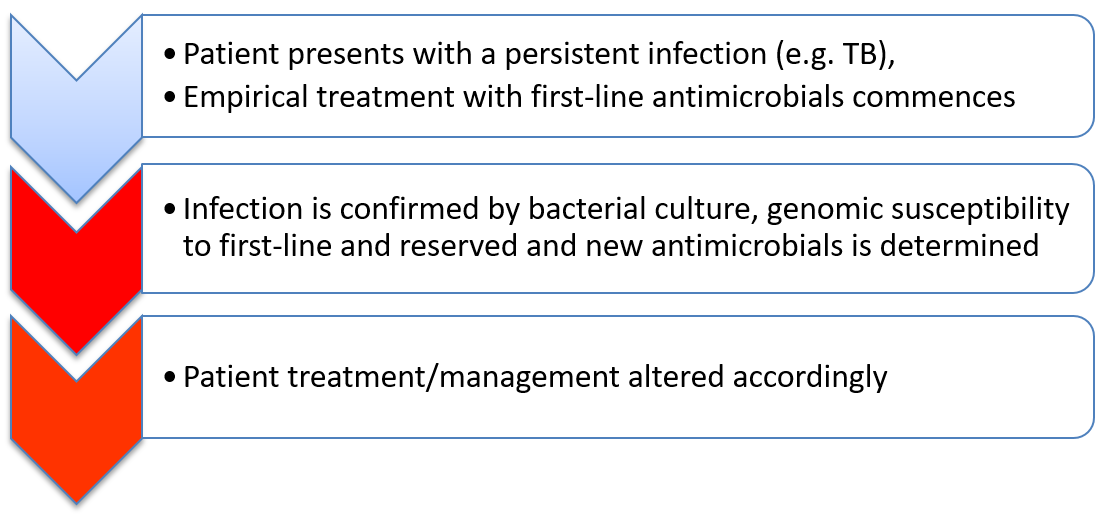 • Patient presents with a persistent infection (e.g. TB),
• Empirical treatment with first-line antimicrobials commences
• Infection is confirmed by bacterial culture, genomic susceptibility
to first-line and reserved and new antimicrobials is determined
• Patient treatment/management altered accordingly